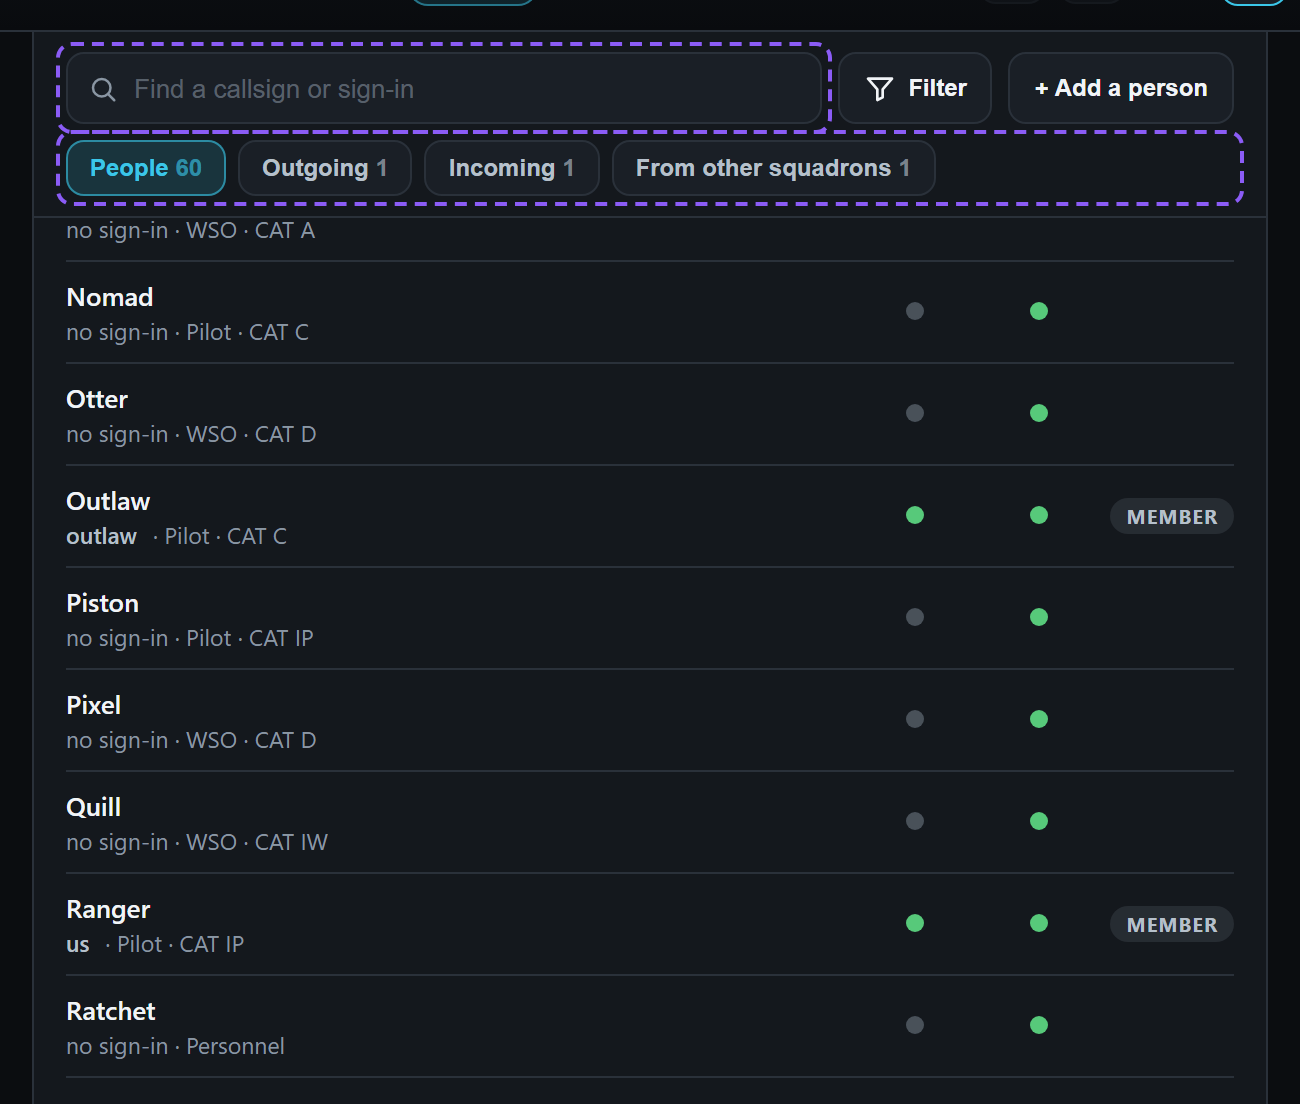 Find a callsign or sign-in
Filter
+ Add a person
People 60
Outgoing 1
Incoming 1
From other squadrons 1
no sign-in · WSO · CAT A
Nomad
no sign-in · Pilot · CAT C
Otter
no sign-in · WSO · CAT D
Outlaw
outlaw · Pilot · CAT C
MEMBER
Piston
no sign-in · Pilot · CAT IP
Pixel
no sign-in · WSO · CAT D
Quill
no sign-in · WSO · CAT IW
Ranger
us · Pilot · CAT IP
MEMBER
Ratchet
no sign-in · Personnel